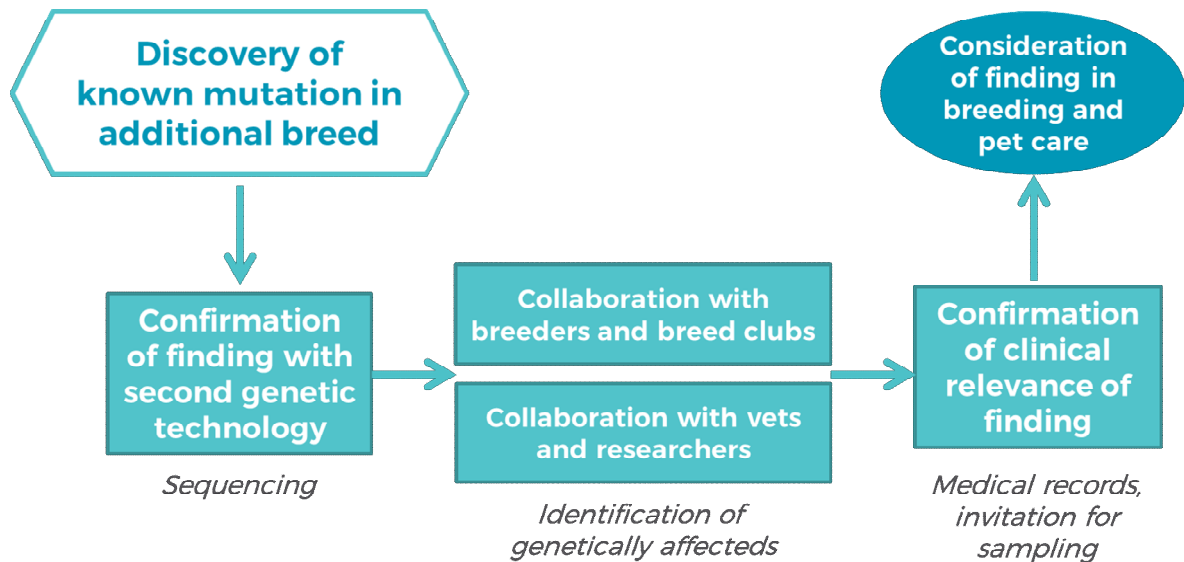 Discovery of
known mutation in
additional breed
Confirmation
of finding with
second genetic
technology
Sequencing
Collaboration with
breeders and breed clubs
Collaboration with vets
and researchers
Identification of
genetically affecteds
Confirmation
of clinical
relevance of
finding
Medical records,
invitation for
sampling
Consideration
of finding in
breeding and
pet care